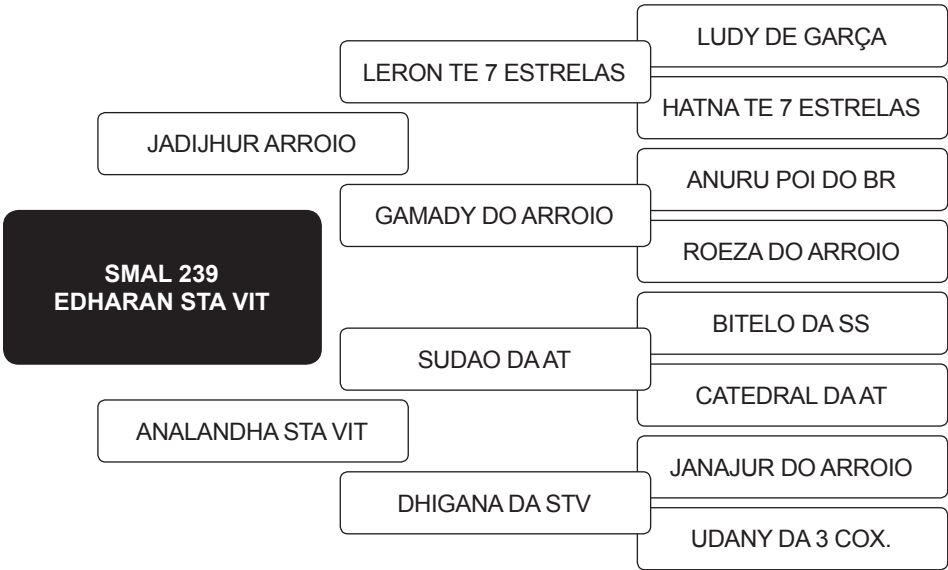 LUDY DE GARÇA
LERON TE 7 ESTRELAS
HATNA TE 7 ESTRELAS
JADIJHUR ARROIO
ANURU POI DO BR
GAMADY DO ARROIO
ROEZA DO ARROIO
SMAL 239
EDHARAN STA VIT
BITELO DA SS
SUDAO DA AT
CATEDRAL DA AT
ANALANDHA STA VIT
JANAJUR DO ARROIO
DHIGANA DA STV
UDANY DA 3 COX.